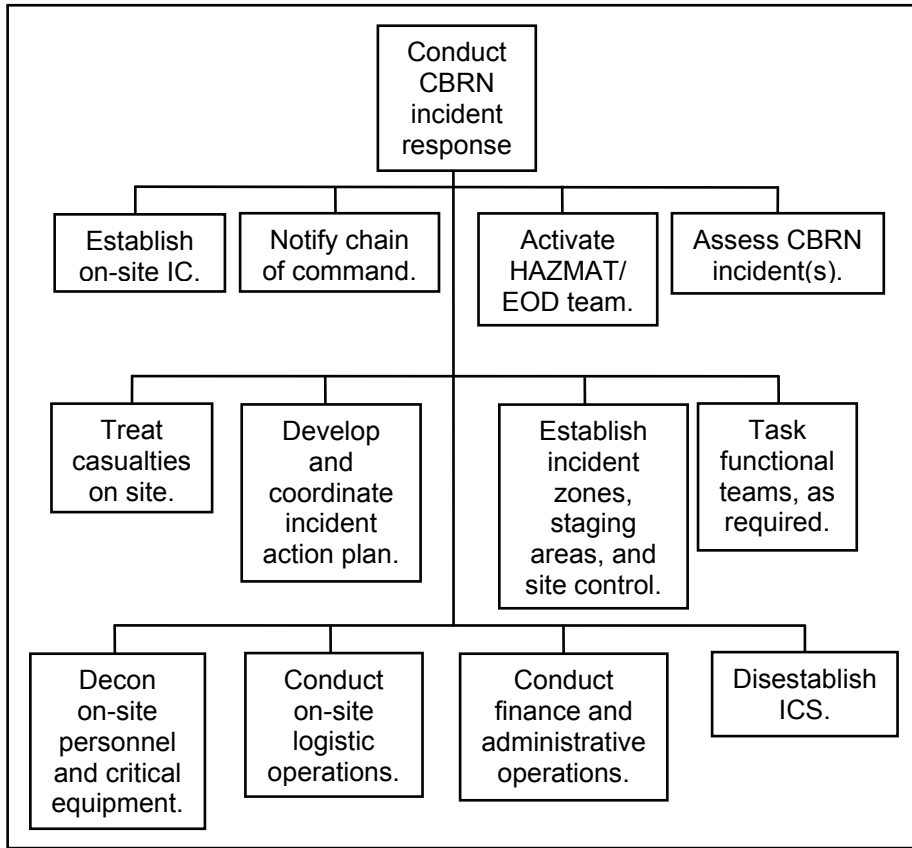 Conduct
CBRN
incident
response
Establish
on-site IC.
Notify chain
of command.
Activate
HAZMAT/
EOD team.
Assess CBRN
incident(s).
Treat
casualties
on site.
Develop
and
coordinate
incident
action plan.
Establish
incident
zones,
staging
areas, and
site control.
Task
functional
teams, as
required.
Decon
on-site
personnel
and critical
equipment.
Conduct
on-site
logistic
operations.
Conduct
finance and
administrative
operations.
Disestablish
ICS.